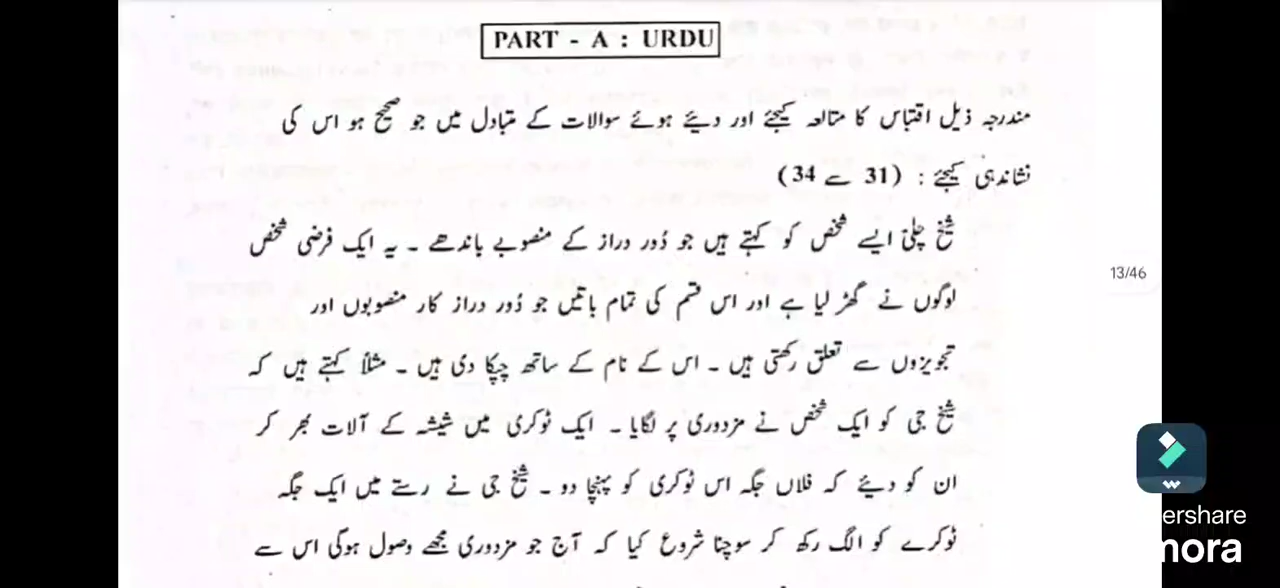 PART - A : URDU
مندرجہ ذیل اقتباس کا متالعہ کیجئے اور دیئے ہوئے سوالات کے متبادل میں جو صحیح ہو اس کی
نشاندہی کیجئے : (31 سے 34)
شیخ چلیّ ایسے شخص کو کہتے ہیں جو دُور دراز کے منصوبے باندھے ۔ یہ ایک فرضی شخص
لوگوں نے گھڑ لیا ہے اور اس قسم کی تمام باتیں جو دُور دراز کار منصوبوں اور
تجویزوں سے تعلق رکھتی ہیں ۔ اس کے نام کے ساتھ چپکا دی ہیں ۔ مثلاً کہتے ہیں کہ
شیخ جی کو ایک شخص نے مزدوری پر لگایا ۔ ایک ٹوکری میں شیشہ کے آلات بھر کر
ان کو دیئے کہ فلاں جگہ اس ٹوکری کو پہنچا دو ۔ شیخ جی نے رستے میں ایک جگہ
ٹوکرے کو الگ رکھ کر سوچنا شروع کیا کہ آج جو مزدوری مجھے وصول ہوگی اس سے
13/46
ershare
mora